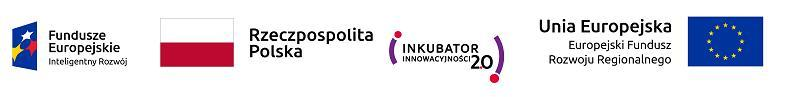 Fundusze
Europejskie
Inteligentny Rozwój
Rzeczpospolita
Polska
INKUBATOR
INNOWACYJNOŚCI
2.0
Unia Europejska
Europejski Fundusz
Rozwoju Regionalnego